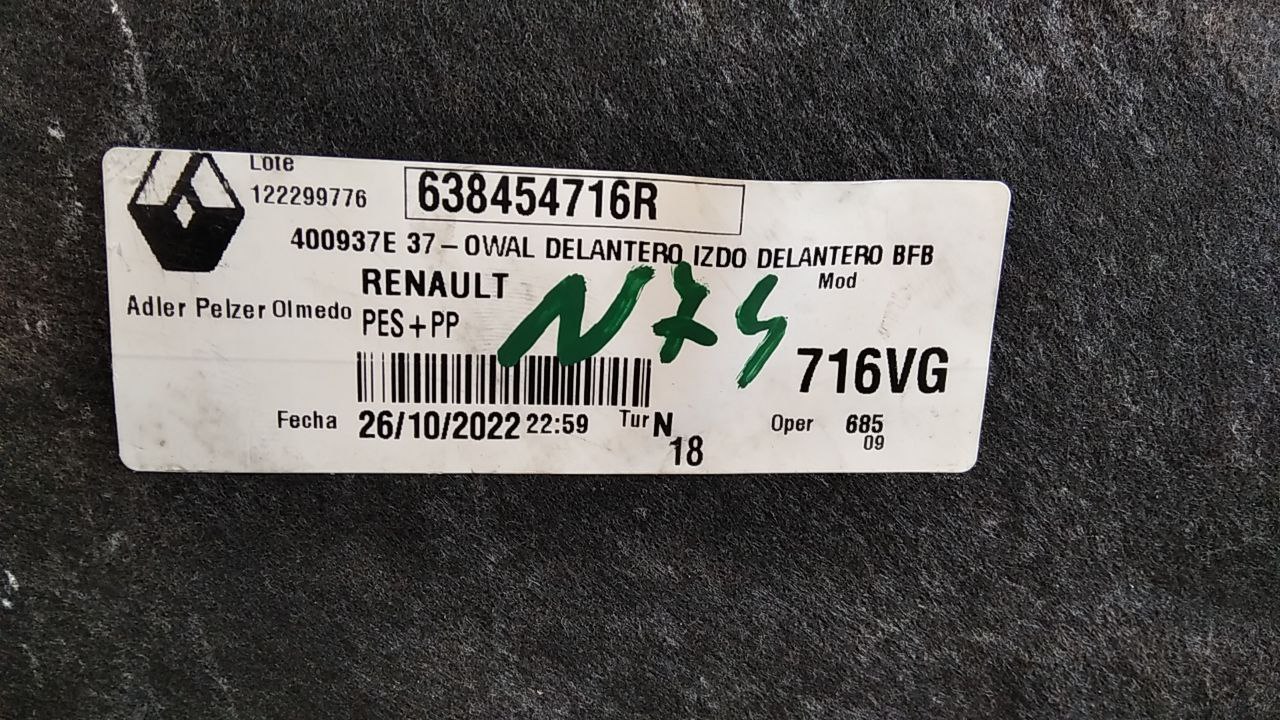 Lote
122299776
638454716R
400937E 37-OWAL DELANTERO IZDO DELANTERO BFB
RENAULT
Mod
Adler Pelzer Olmedo
PES+PP
716VG
Fecha 26/10/2022 22:59 Tur N
18
Oper 685
09